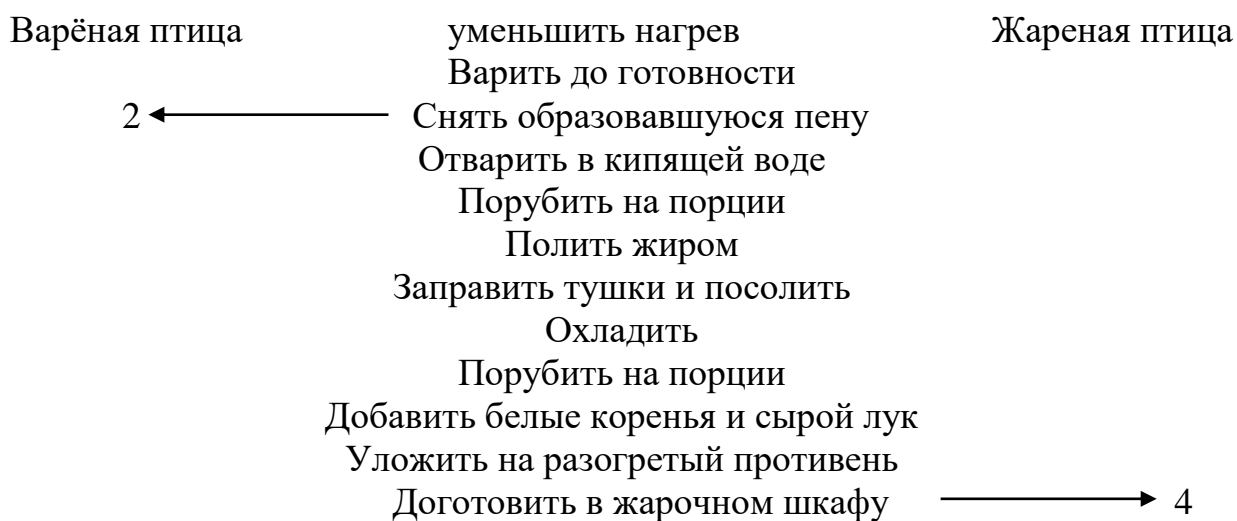 Варёная птица уменьшить нагрев Жареная птица
Варить до готовности
2 Снять образовавшуюся пену
Отварить в кипящей воде
Порубить на порции
Полить жиром
Заправить тушки и посолить
Охладить
Порубить на порции
Добавить белые коренья и сырой лук
Уложить на разогретый противень
Доготовить в жарочном шкафу 4